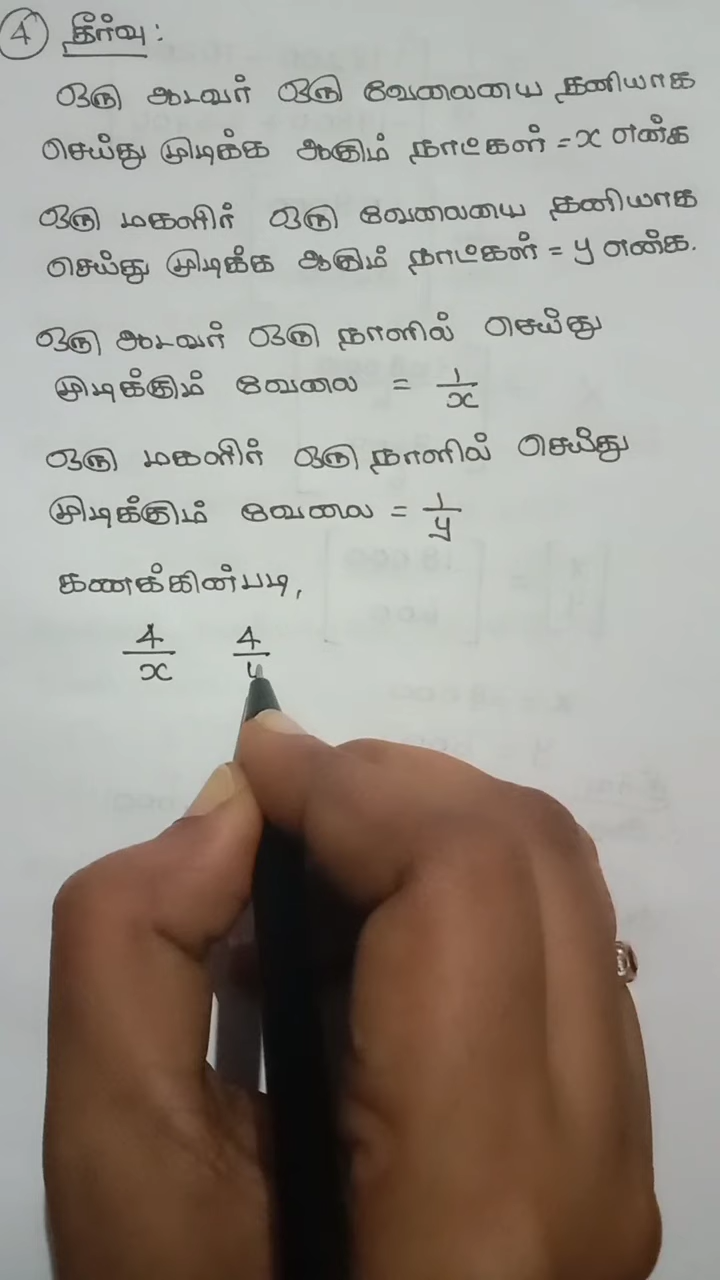 4 தீர்வு:
ஒரு ஆடவர் ஒரு வேலையை தனியாக
செய்து முடிக்க ஆகும் நாட்கள் = x என்க
ஒரு மகளிர் ஒரு வேலையை தனியாக
செய்து முடிக்க ஆகும் நாட்கள் = y என்க.
ஒரு ஆடவர் ஒரு நாளில் செய்து
முடிக்கும் வேலை = 1/x
ஒரு மகளிர் ஒரு நாளில் செய்து
முடிக்கும் வேலை = 1/y
கணக்கின்படி,
4/x 4/